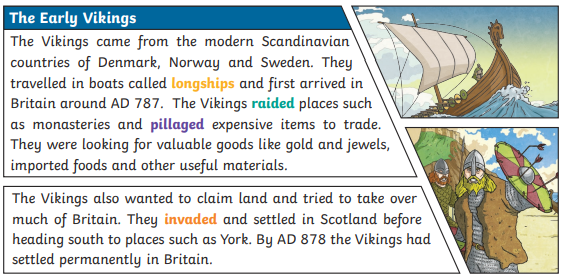 The Early Vikings
The Vikings came from the modern Scandinavian
countries of Denmark, Norway and Sweden. They
travelled in boats called longships and first arrived in
Britain around AD 787. The Vikings raided places such
as monasteries and pillaged expensive items to trade.
They were looking for valuable goods like gold and jewels,
imported foods and other useful materials.
The Vikings also wanted to claim land and tried to take over
much of Britain. They invaded and settled in Scotland before
heading south to places such as York. By AD 878 the Vikings had
settled permanently in Britain.